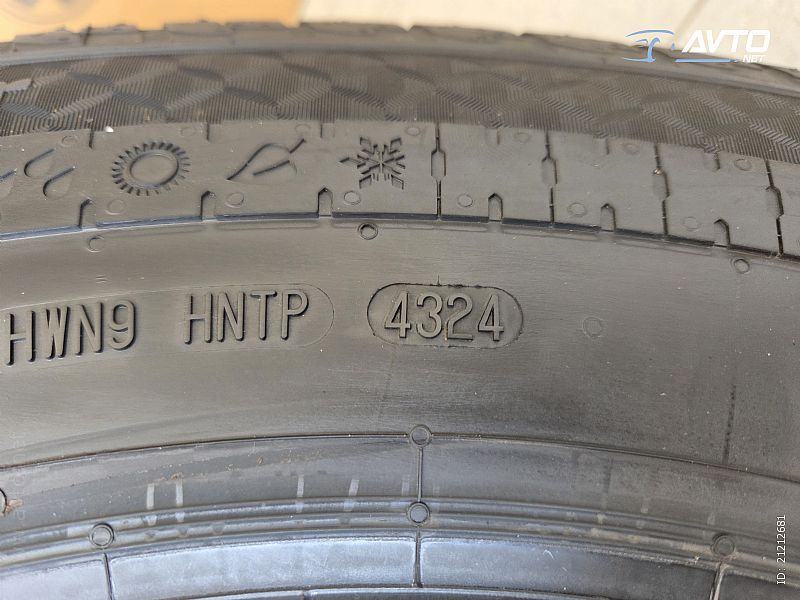 AVTO
.NET
HWN9 HNTP 4324
ID: 21212681